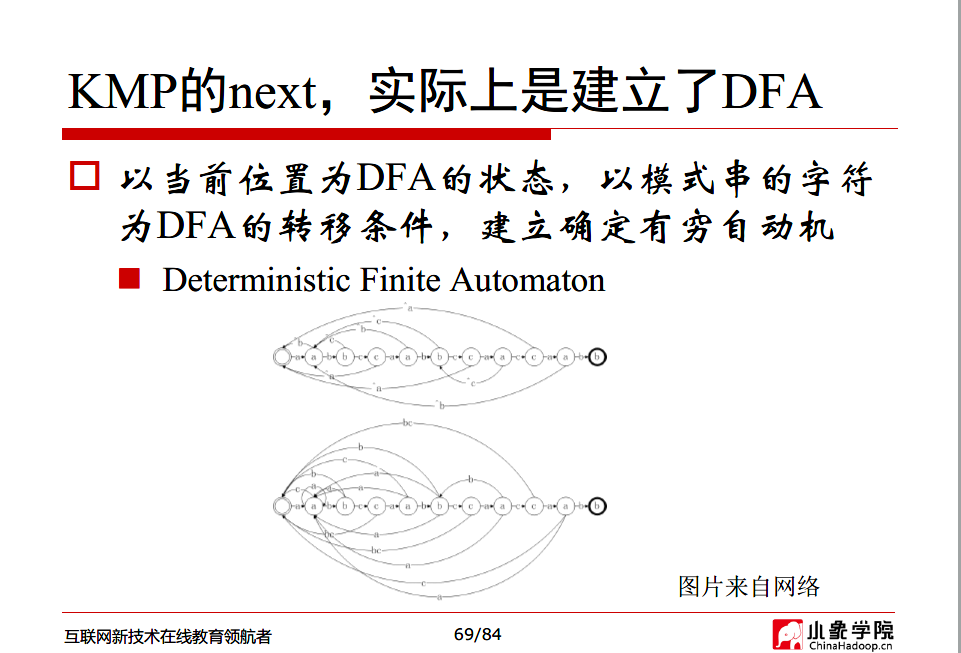 KMP的next，实际上是建立了DFA
以当前位置为DFA的状态，以模式串的字符
为DFA的转移条件，建立确定有穷自动机
Deterministic Finite Automaton
^a
^c
^b
^b ^c
a a b b c c a a b b c c a a c c a a b b
^a
^a ^c
^b
bc
b
c
b a b
c a a
a a b b c c a a b b c c a a c c a a b b
bc a
bc
a
c
a
图片来自网络
互联网新技术在线教育领航者
69/84
小象学院
ChinaHadoop.cn